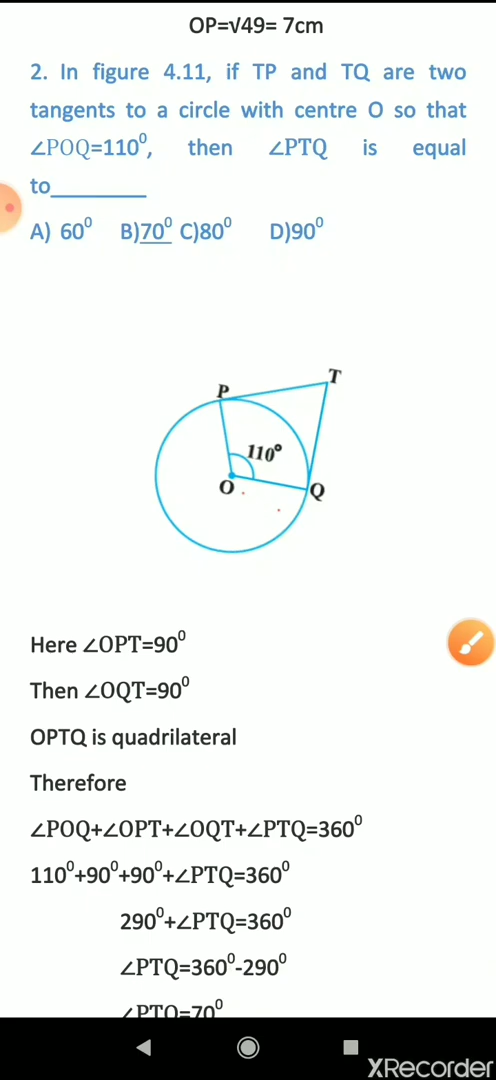 OP=√49= 7cm
2. In figure 4.11, if TP and TQ are two
tangents to a circle with centre O so that
∠POQ=110⁰, then ∠PTQ is equal
to________
A) 60⁰ B)70⁰ C)80⁰ D)90⁰
P
T
110°
O
Q
Here ∠OPT=90⁰
Then ∠OQT=90⁰
OPTQ is quadrilateral
Therefore
∠POQ+∠OPT+∠OQT+∠PTQ=360⁰
110⁰+90⁰+90⁰+∠PTQ=360⁰
290⁰+∠PTQ=360⁰
∠PTQ=360⁰-290⁰
∠PTQ=70⁰
XRecorder